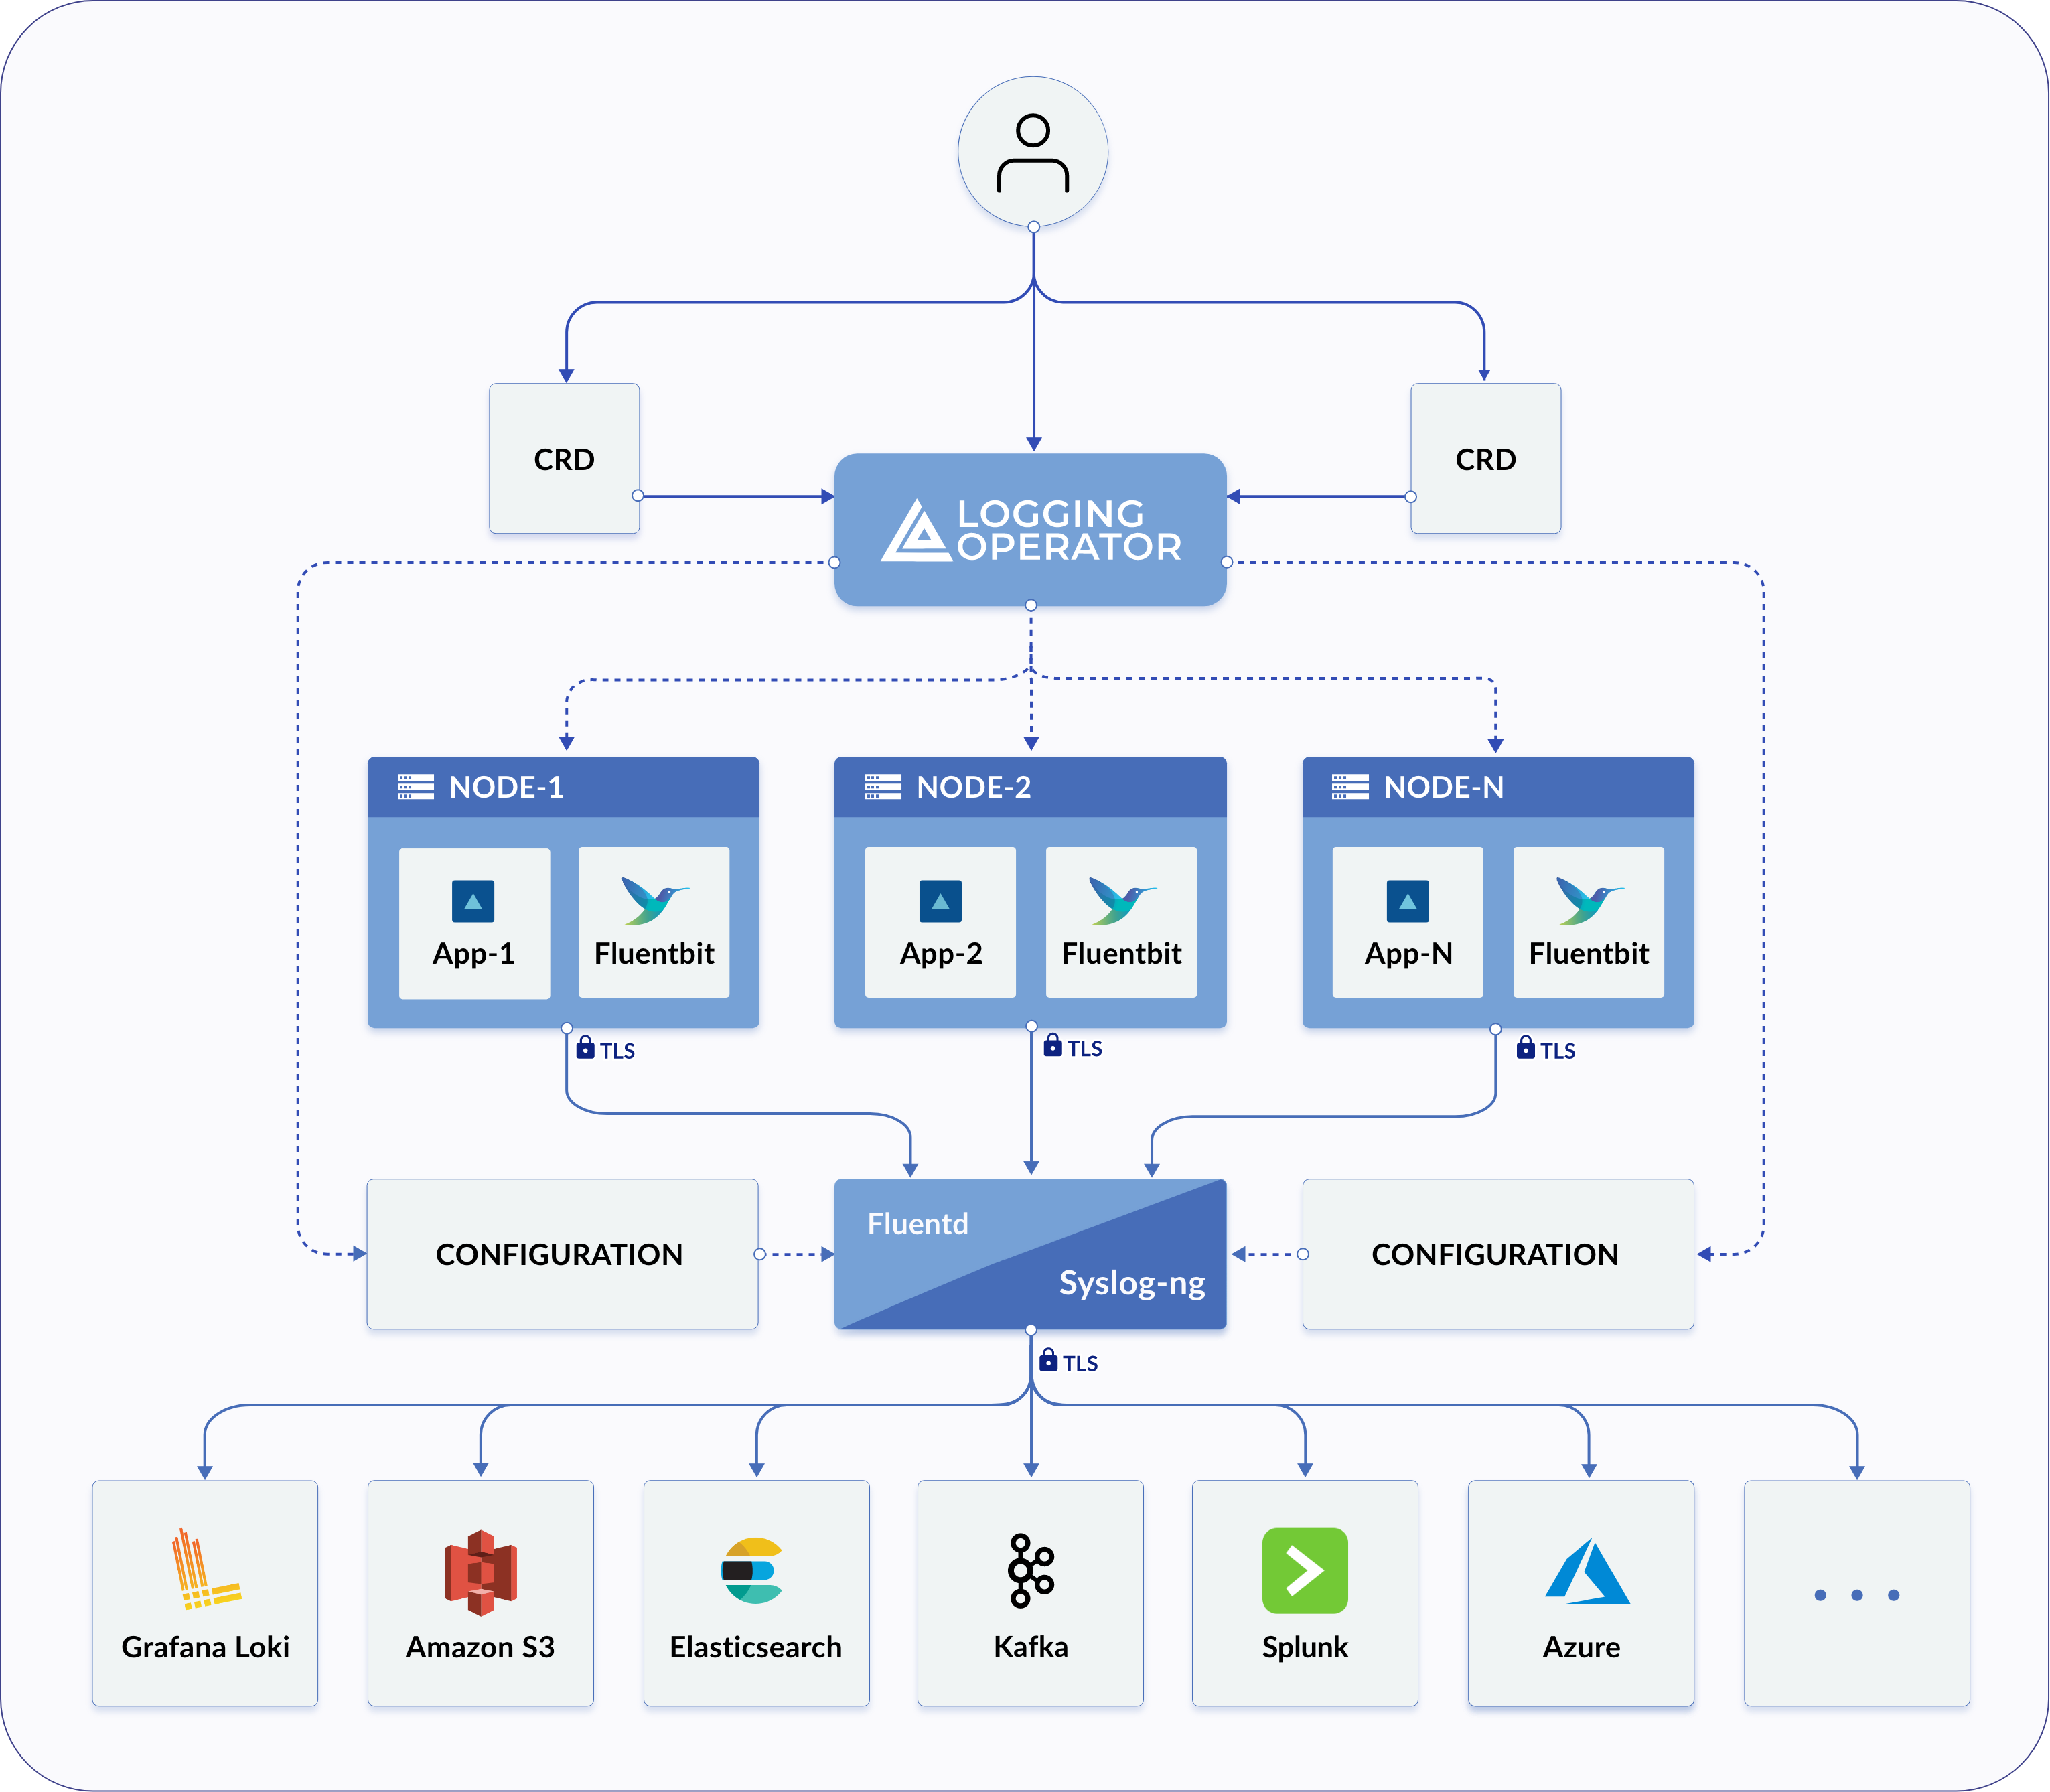 CRD
CRD
LOGGING
OPERATOR
NODE-1
NODE-2
NODE-N
App-1
Fluentbit
App-2
Fluentbit
App-N
Fluentbit
TLS
TLS
TLS
CONFIGURATION
Fluentd
Syslog-ng
CONFIGURATION
TLS
Grafana Loki
Amazon S3
Elasticsearch
Kafka
Splunk
Azure